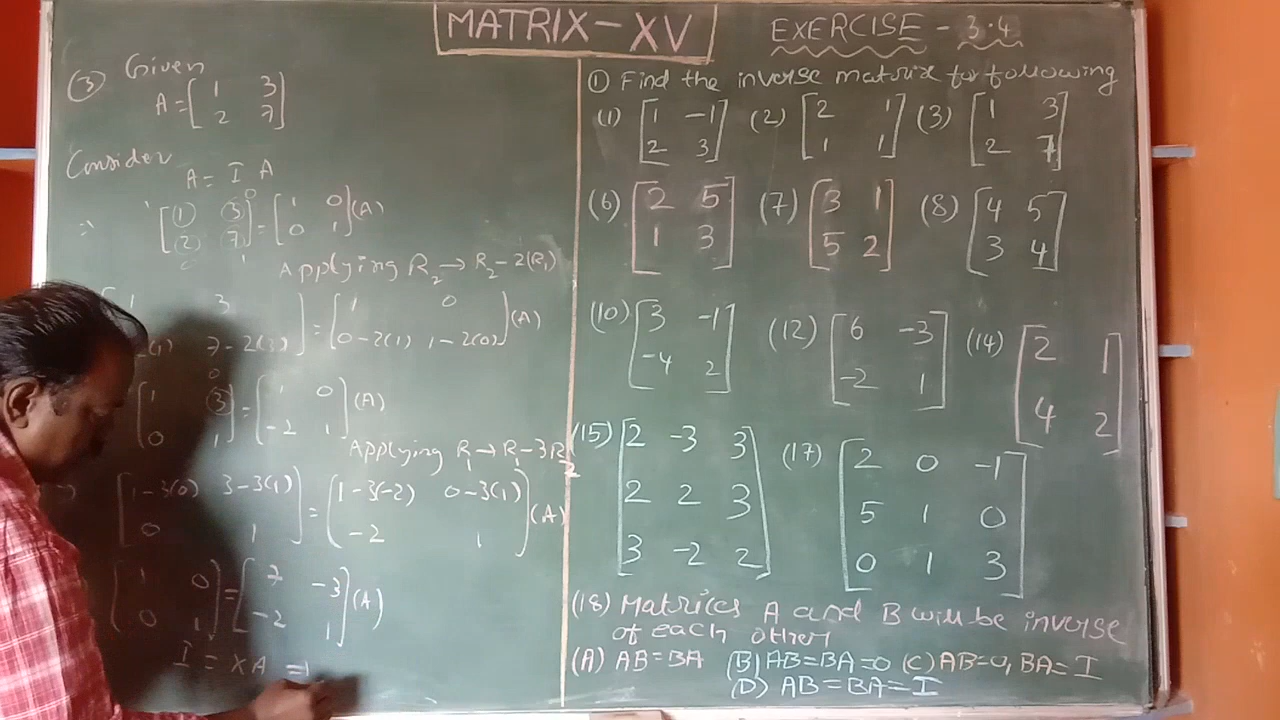 MATRIX-XV
EXERCISE - 3.4
(3) Given
A = [1 3
2 7]
Consider
A = I A
[1 3 0
2 7] = [1 0
0 1] (A)
0 1
Applying R2 → R2 - 2(R1)
3
7-2(3)] = [1 0
0-2(1) 1-2(0)] (A)
0
[1 3
0 1] = [1 0
-2 1] (A)
Applying R1 → R1 - 3R2
[1-3(0) 3-3(1)
0 1] = [1-3(-2) 0-3(1)
-2 1] (A)
[1 0
0 1] = [7 -3
-2 1] (A)
I = XA =
① Find the inverse matrix for following
(1) [1 -1
2 3] (2) [2 1
1 1] (3) [1 3
2 7]
(6) [2 5
1 3] (7) [3 1
5 2] (8) [4 5
3 4]
(10) [3 -1
-4 2] (12) [6 -3
-2 1] (14) [2 1
4 2]
(15) [2 -3 3
2 2 3
3 -2 2] (17) [2 0 -1
5 1 0
0 1 3]
(18) Matrices A and B will be inverse
of each other
(A) AB = BA (B) AB = BA = 0 (C) AB = 0, BA = I
(D) AB = BA = I